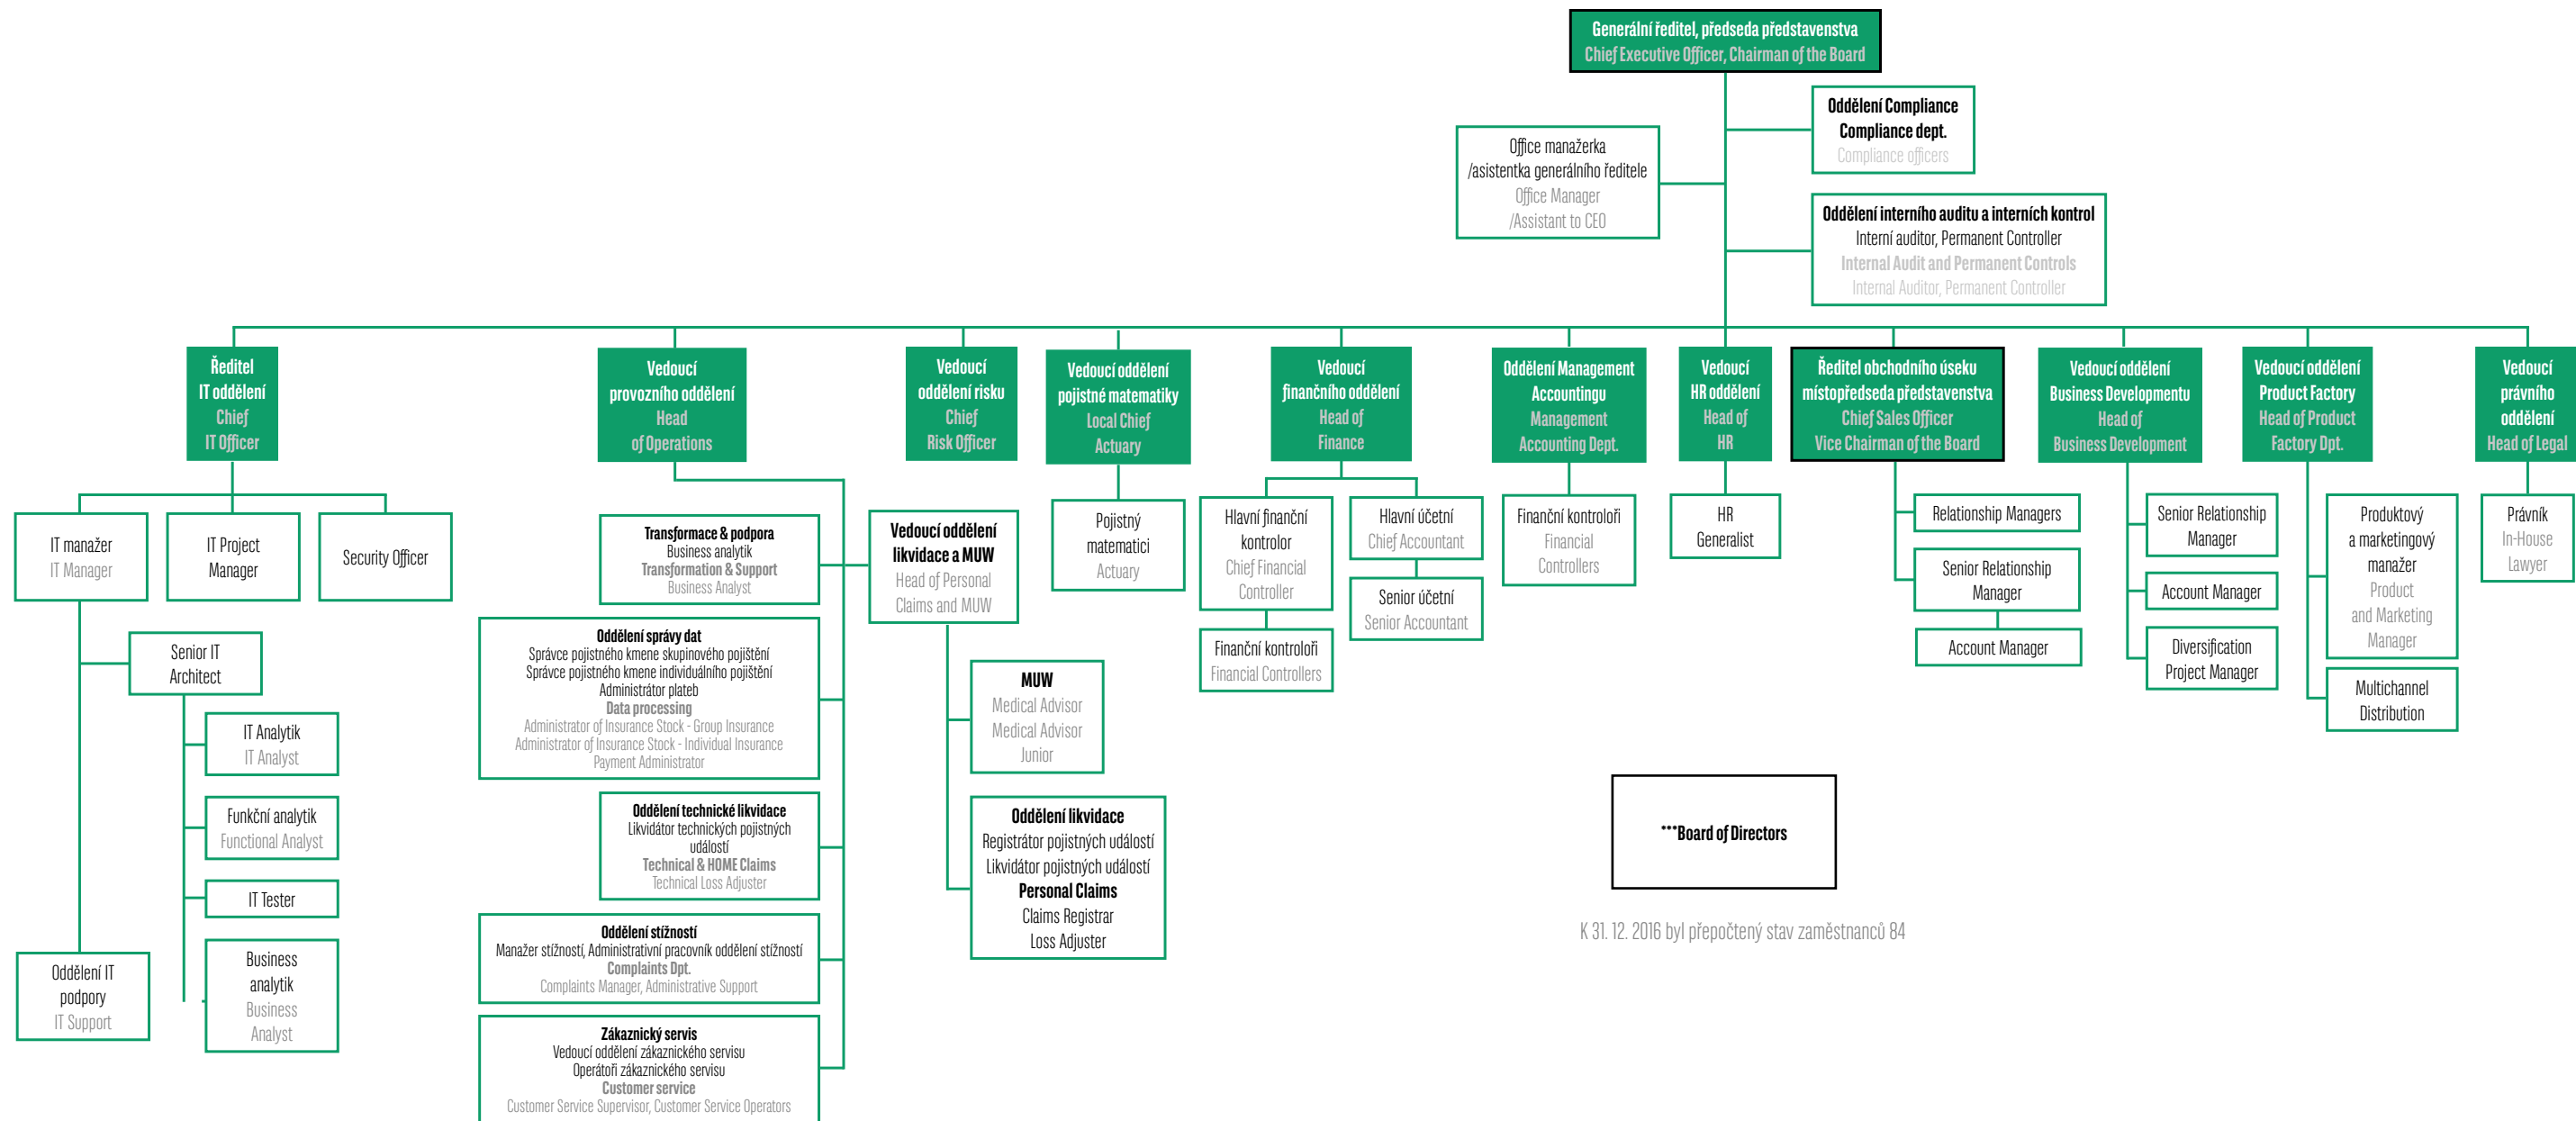 Generální ředitel, předseda představenstva
Chief Executive Officer, Chairman of the Board
Oddělení Compliance
Compliance dept.
Compliance officers
Office manažerka
/asistentka generálního ředitele
Office Manager
/Assistant to CEO
Oddělení interního auditu a interních kontrol
Interní auditor, Permanent Controller
Internal Audit and Permanent Controls
Internal Auditor, Permanent Controller
Ředitel
IT oddělení
Chief
IT Officer
Vedoucí
provozního oddělení
Head
of Operations
Vedoucí
oddělení risku
Chief
Risk Officer
Vedoucí oddělení
pojistné matematiky
Local Chief
Actuary
Vedoucí
finančního oddělení
Head of
Finance
Oddělení Management
Accountingu
Management
Accounting Dept.
Vedoucí
HR oddělení
Head of
HR
Ředitel obchodního úseku
místopředseda představenstva
Chief Sales Officer
Vice Chairman of the Board
Vedoucí oddělení
Business Developmentu
Head of
Business Development
Vedoucí oddělení
Product Factory
Head of Product
Factory Dpt.
Vedoucí
právního
oddělení
Head of Legal
IT manažer
IT Manager
IT Project
Manager
Security Officer
Senior IT
Architect
IT Analytik
IT Analyst
Funkční analytik
Functional Analyst
IT Tester
Business
analytik
Business
Analyst
Oddělení IT
podpory
IT Support
Transformace & podpora
Business analytik
Transformation & Support
Business Analyst
Oddělení správy dat
Správce pojistného kmene skupinového pojištění
Správce pojistného kmene individuálního pojištění
Administrátor plateb
Data processing
Administrator of Insurance Stock - Group Insurance
Administrator of Insurance Stock - Individual Insurance
Payment Administrator
Oddělení technické likvidace
Likvidátor technických pojistných
událostí
Technical & HOME Claims
Technical Loss Adjuster
Oddělení stížností
Manažer stížností, Administrativní pracovník oddělení stížností
Complaints Dpt.
Complaints Manager, Administrative Support
Zákaznický servis
Vedoucí oddělení zákaznického servisu
Operátoři zákaznického servisu
Customer service
Customer Service Supervisor, Customer Service Operators
Vedoucí oddělení
likvidace a MUW
Head of Personal
Claims and MUW
MUW
Medical Advisor
Medical Advisor
Junior
Oddělení likvidace
Registrátor pojistných událostí
Likvidátor pojistných událostí
Personal Claims
Claims Registrar
Loss Adjuster
Pojistný
matematici
Actuary
Hlavní finanční
kontrolor
Chief Financial
Controller
Finanční kontroloři
Financial Controllers
Hlavní účetní
Chief Accountant
Senior účetní
Senior Accountant
Finanční kontroloři
Financial
Controllers
HR
Generalist
Relationship Managers
Senior Relationship
Manager
Account Manager
Senior Relationship
Manager
Account Manager
Diversification
Project Manager
Produktový
a marketingový
manažer
Product
and Marketing
Manager
Multichannel
Distribution
Právník
In-House
Lawyer
***Board of Directors
K 31. 12. 2016 byl přepočtený stav zaměstnanců 84